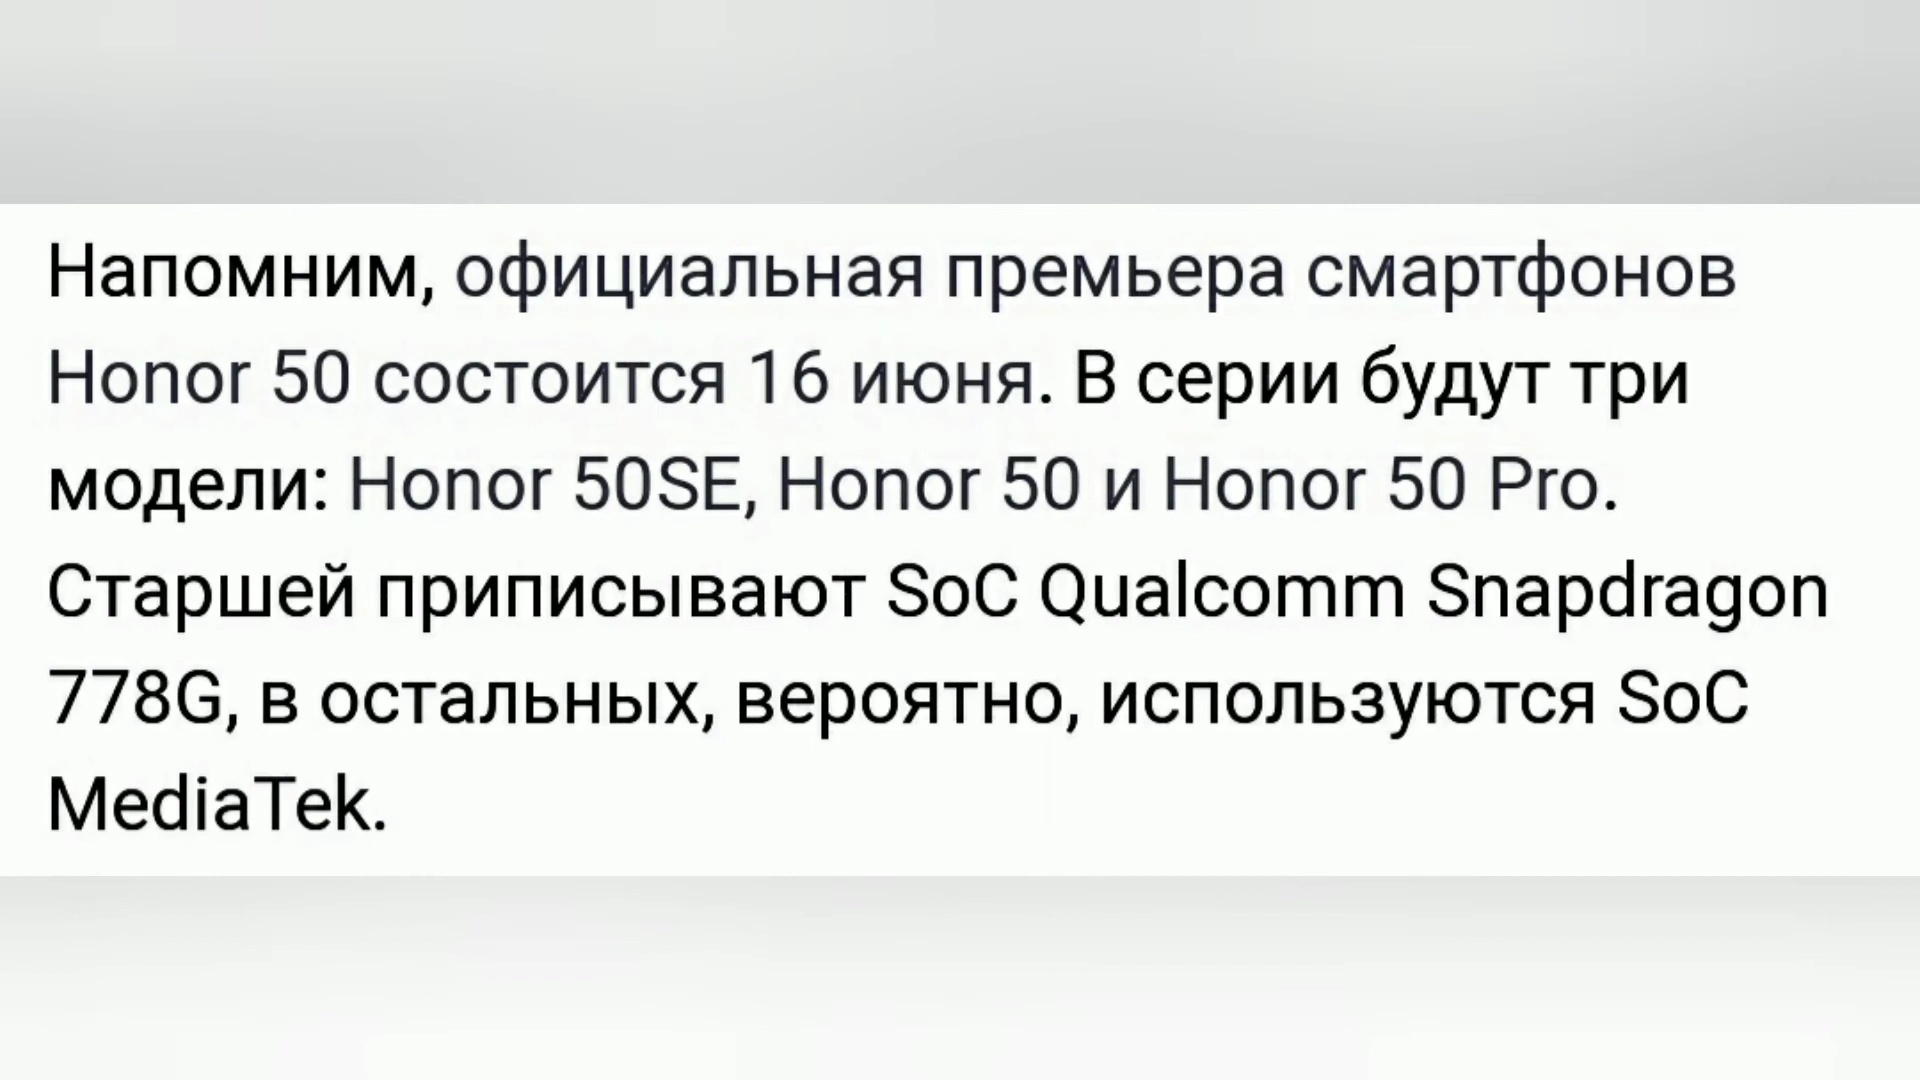 Напомним, официальная премьера смартфонов
Honor 50 состоится 16 июня. В серии будут три
модели: Honor 50SE, Honor 50 и Honor 50 Pro.
Старшей приписывают SoC Qualcomm Snapdragon
778G, в остальных, вероятно, используются SoC
MediaTek.